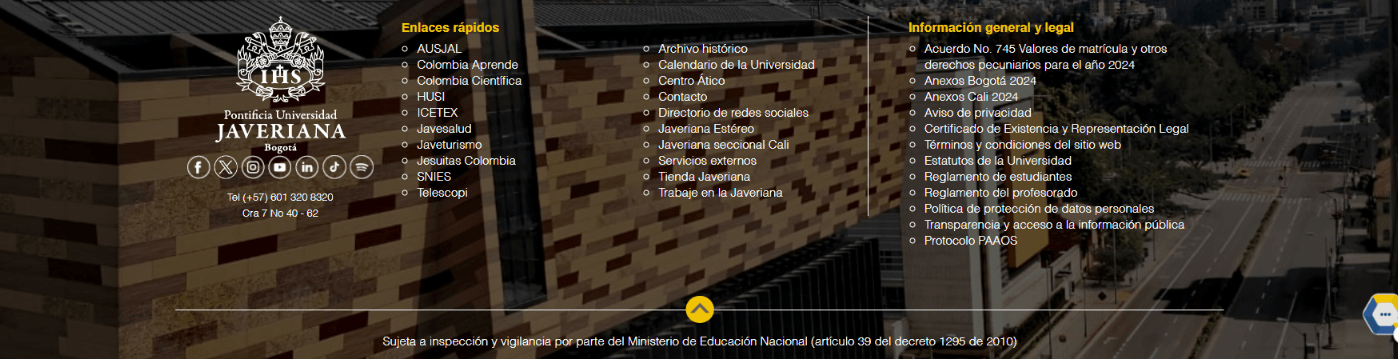 IHS
Pontificia Universidad
JAVERIANA
Bogotá
Tel (+57) 601 320 8320
Cra 7 No 40 - 62
Enlaces rápidos
AUSJAL
Colombia Aprende
Colombia Científica
HUSI
ICETEX
Javesalud
Javeturismo
Jesuitas Colombia
SNIES
Telescopi
Archivo histórico
Calendario de la Universidad
Centro Ático
Contacto
Directorio de redes sociales
Javeriana Estéreo
Javeriana seccional Cali
Servicios externos
Tienda Javeriana
Trabaje en la Javeriana
Información general y legal
Acuerdo No. 745 Valores de matrícula y otros
derechos pecuniarios para el año 2024
Anexos Bogotá 2024
Anexos Cali 2024
Aviso de privacidad
Certificado de Existencia y Representación Legal
Términos y condiciones del sitio web
Estatutos de la Universidad
Reglamento de estudiantes
Reglamento del profesorado
Política de protección de datos personales
Transparencia y acceso a la información pública
Protocolo PAAOS
Sujeta a inspección y vigilancia por parte del Ministerio de Educación Nacional (artículo 39 del decreto 1295 de 2010)